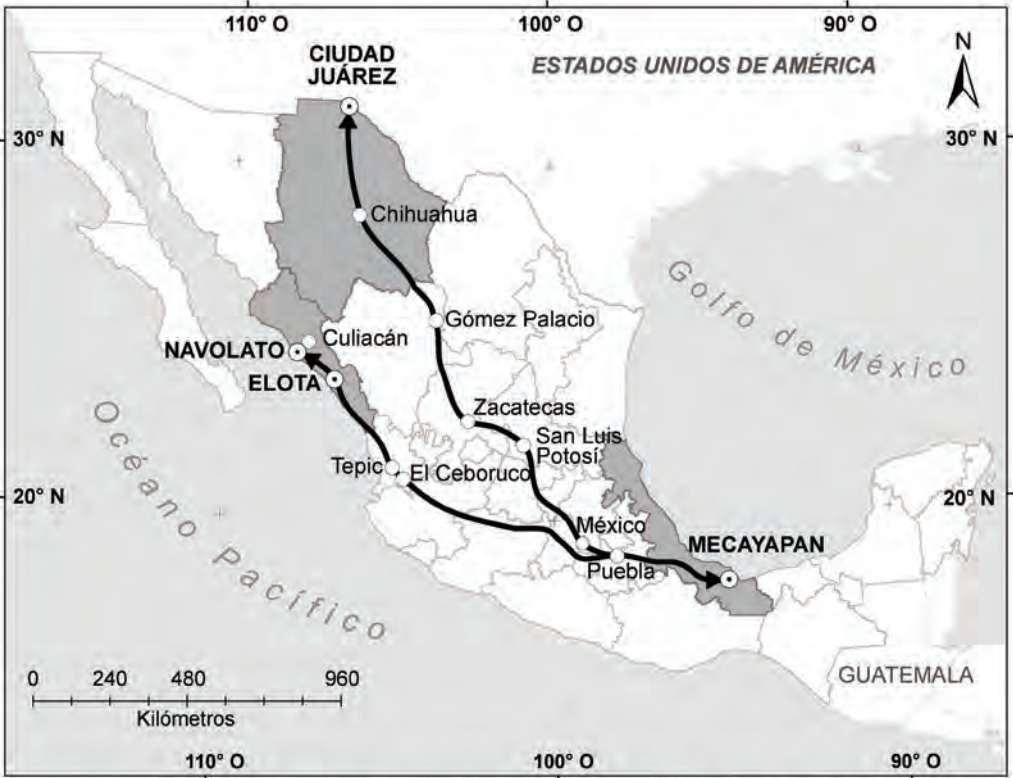 110° O
100° O
90° O
CIUDAD
JUÁREZ
ESTADOS UNIDOS DE AMÉRICA
N
30° N
30° N
Chihuahua
Golfo de México
Gómez Palacio
Culiacán
NAVOLATO
ELOTA
Zacatecas
San Luis
Potosí
Tepic
El Ceboruco
20° N
20° N
Océano Pacífico
México
MECAYAPAN
Puebla
GUATEMALA
0 240 480 960
Kilómetros
110° O
100° O
90° O